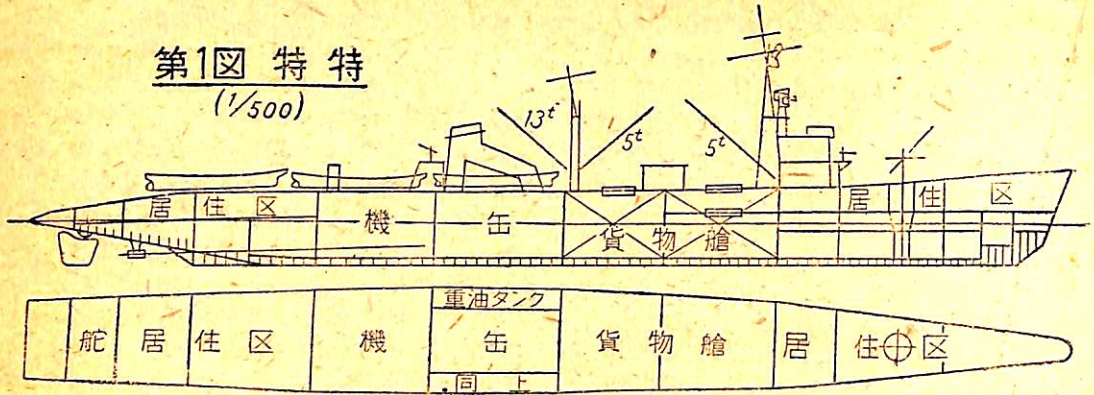 第1図 特特
(1/500)
13t
5t
5t
居住区
機
缶
貨物艙
居住区
重油タンク
舵
居住区
機
缶
貨物艙
居住区
同上